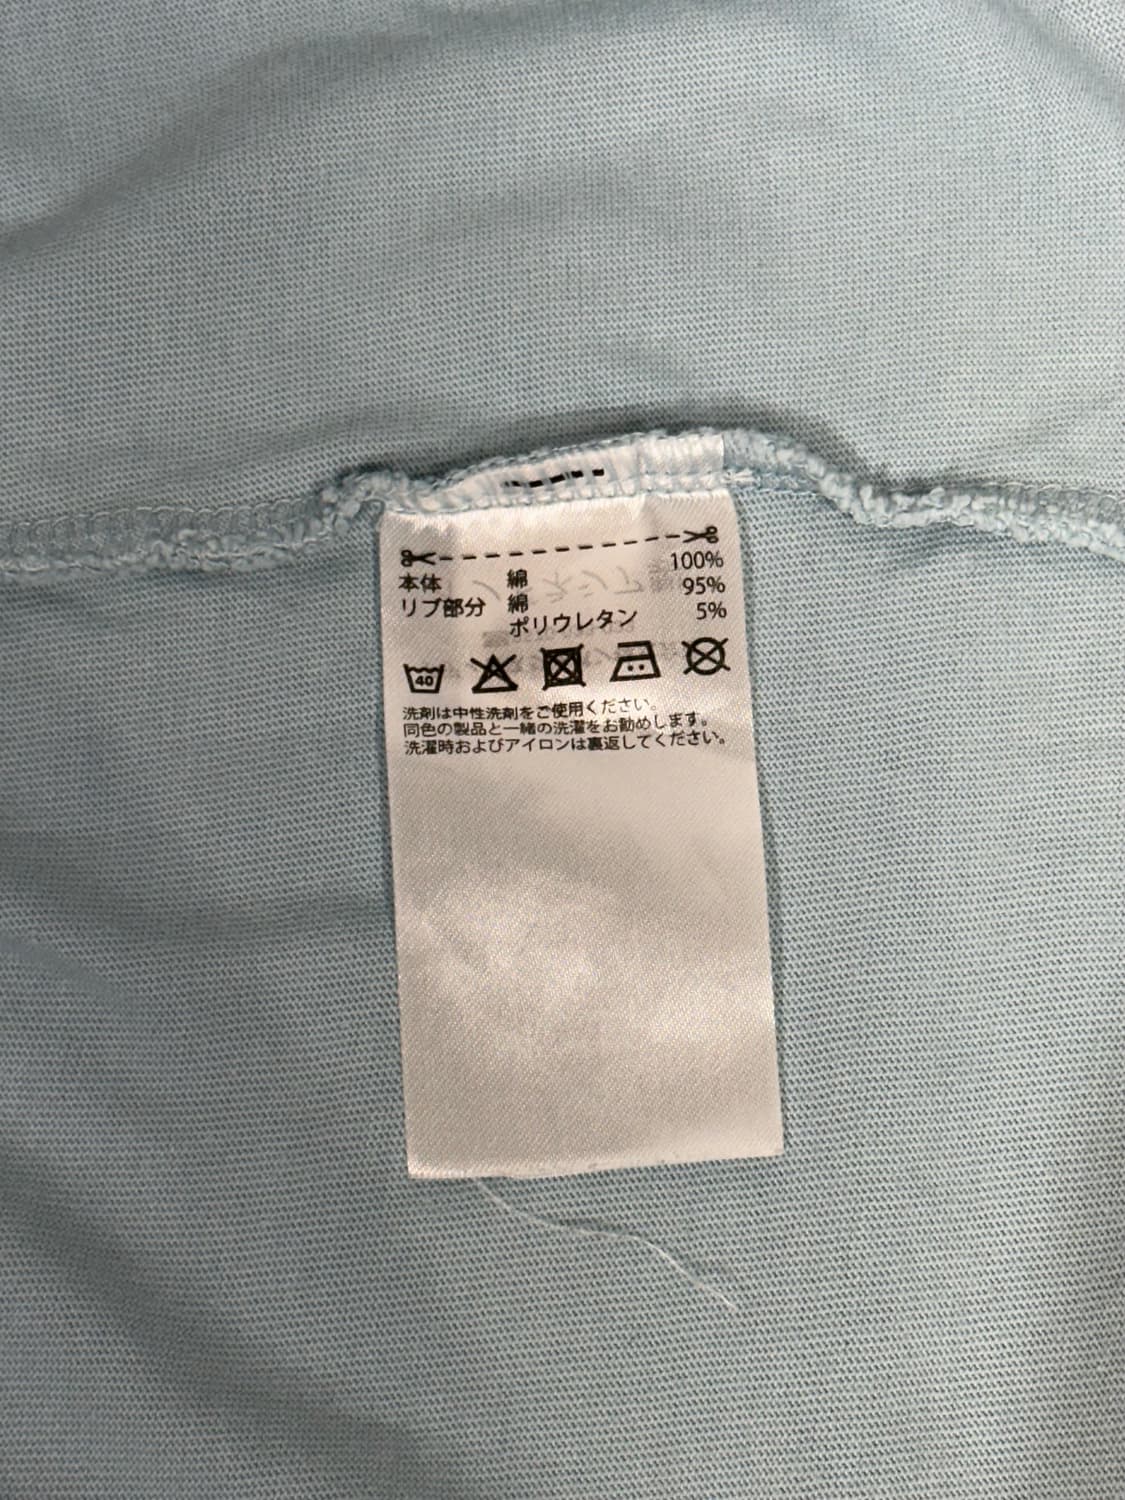 本体 綿 100%
リブ部分 綿 95%
ポリウレタン 5%
40
洗剤は中性洗剤をご使用ください。
同色の製品と一緒の洗濯をお勧めします。
洗濯時およびアイロンは裏返してください。